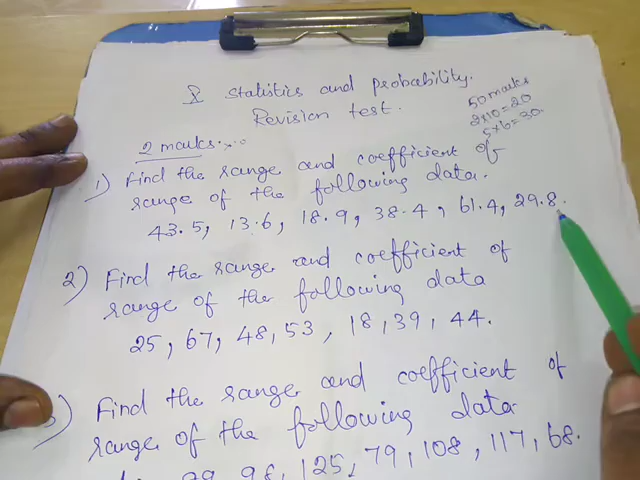 X Statistics and probability.
Revision test.
50 marks
2×10=20
5×6=30
2 marks.
1) Find the range and coefficient of
range of the following data.
43.5, 13.6, 18.9, 38.4, 61.4, 29.8.
2) Find the range and coefficient of
range of the following data
25, 67, 48, 53, 18, 39, 44.
3) Find the range and coefficient of
range of the following data
98, 125, 79, 108, 117, 68.